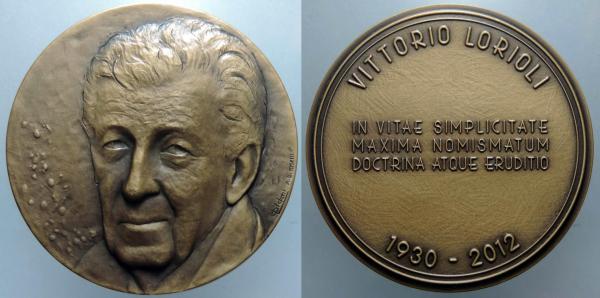 VITTORIO LORIOLI
IN VITAE SIMPLICITATE
MAXIMA NOMISMATUM
DOCTRINA ATQUE ERUDITIO
1930 - 2012